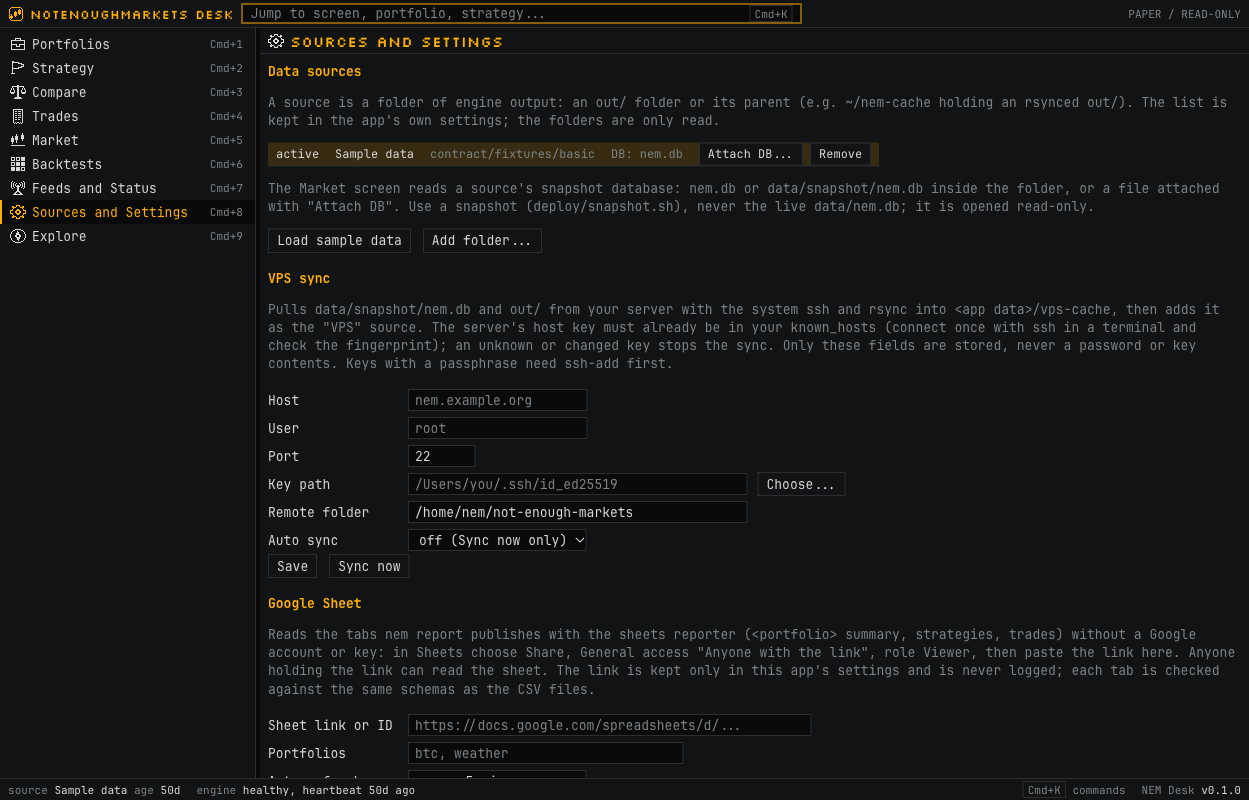 NOTENOUGHMARKETS DESK
Jump to screen, portfolio, strategy...
Cmd+K
PAPER / READ-ONLY
Portfolios Cmd+1
Strategy Cmd+2
Compare Cmd+3
Trades Cmd+4
Market Cmd+5
Backtests Cmd+6
Feeds and Status Cmd+7
Sources and Settings Cmd+8
Explore Cmd+9
SOURCES AND SETTINGS
Data sources
A source is a folder of engine output: an out/ folder or its parent (e.g. ~/nem-cache holding an rsynced out/). The list is
kept in the app's own settings; the folders are only read.
active Sample data contract/fixtures/basic DB: nem.db Attach DB... Remove
The Market screen reads a source's snapshot database: nem.db or data/snapshot/nem.db inside the folder, or a file attached
with "Attach DB". Use a snapshot (deploy/snapshot.sh), never the live data/nem.db; it is opened read-only.
Load sample data Add folder...
VPS sync
Pulls data/snapshot/nem.db and out/ from your server with the system ssh and rsync into <app data>/vps-cache, then adds it
as the "VPS" source. The server's host key must already be in your known_hosts (connect once with ssh in a terminal and
check the fingerprint); an unknown or changed key stops the sync. Only these fields are stored, never a password or key
contents. Keys with a passphrase need ssh-add first.
Host nem.example.org
User root
Port 22
Key path /Users/you/.ssh/id_ed25519 Choose...
Remote folder /home/nem/not-enough-markets
Auto sync off (Sync now only)
Save Sync now
Google Sheet
Reads the tabs nem report publishes with the sheets reporter (<portfolio> summary, strategies, trades) without a Google
account or key: in Sheets choose Share, General access "Anyone with the link", role Viewer, then paste the link here. Anyone
holding the link can read the sheet. The link is kept only in this app's settings and is never logged; each tab is checked
against the same schemas as the CSV files.
Sheet link or ID https://docs.google.com/spreadsheets/d/...
Portfolios btc, weather
source Sample data age 50d engine healthy, heartbeat 50d ago
Cmd+K commands NEM Desk v0.1.0